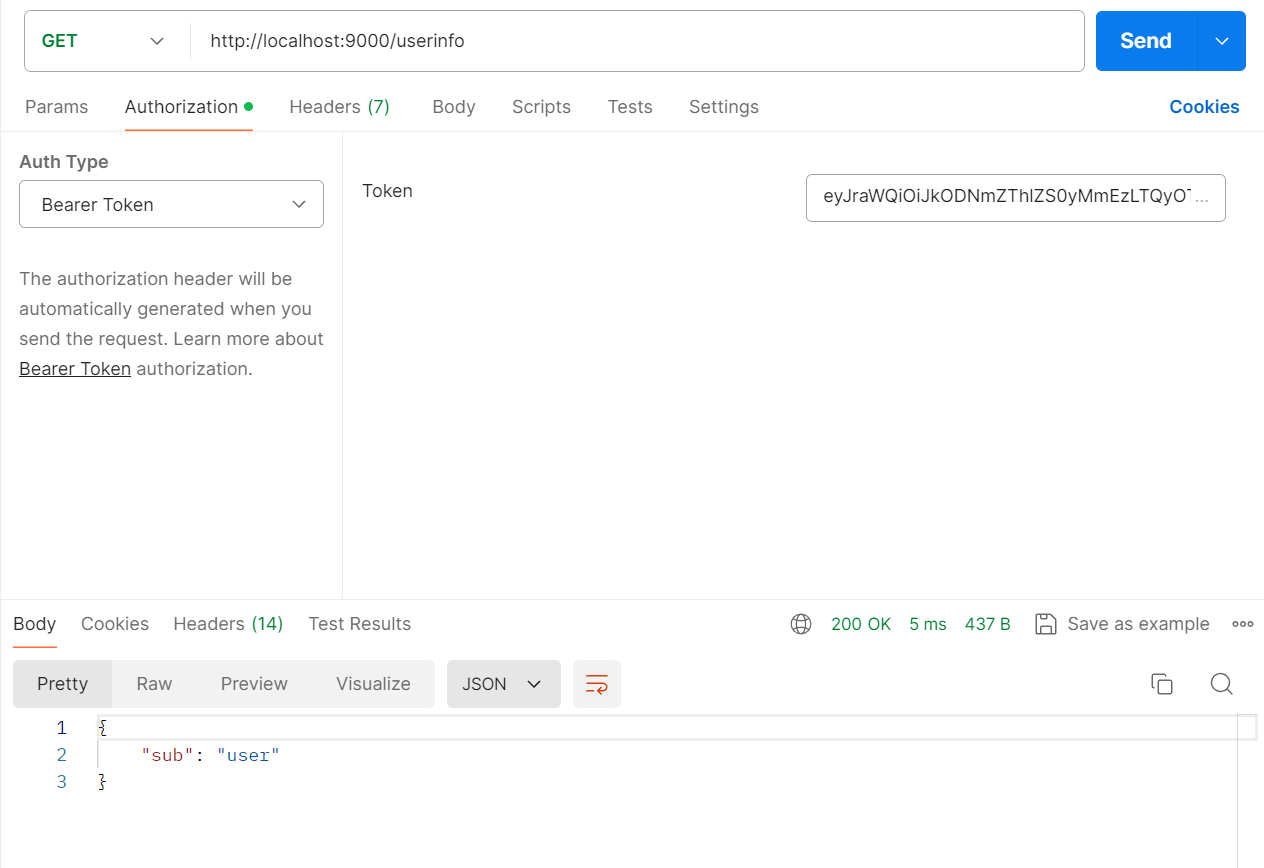 GET http://localhost:9000/userinfo Send
Params Authorization Headers (7) Body Scripts Tests Settings Cookies
Auth Type
Bearer Token
The authorization header will be
automatically generated when you
send the request. Learn more about
Bearer Token authorization.
Token eyJraWQiOiJkODNmZThlZS0yMmEzLTQyOT...
Body Cookies Headers (14) Test Results 200 OK 5 ms 437 B Save as example
Pretty Raw Preview Visualize JSON
1 {
2 "sub": "user"
3 }